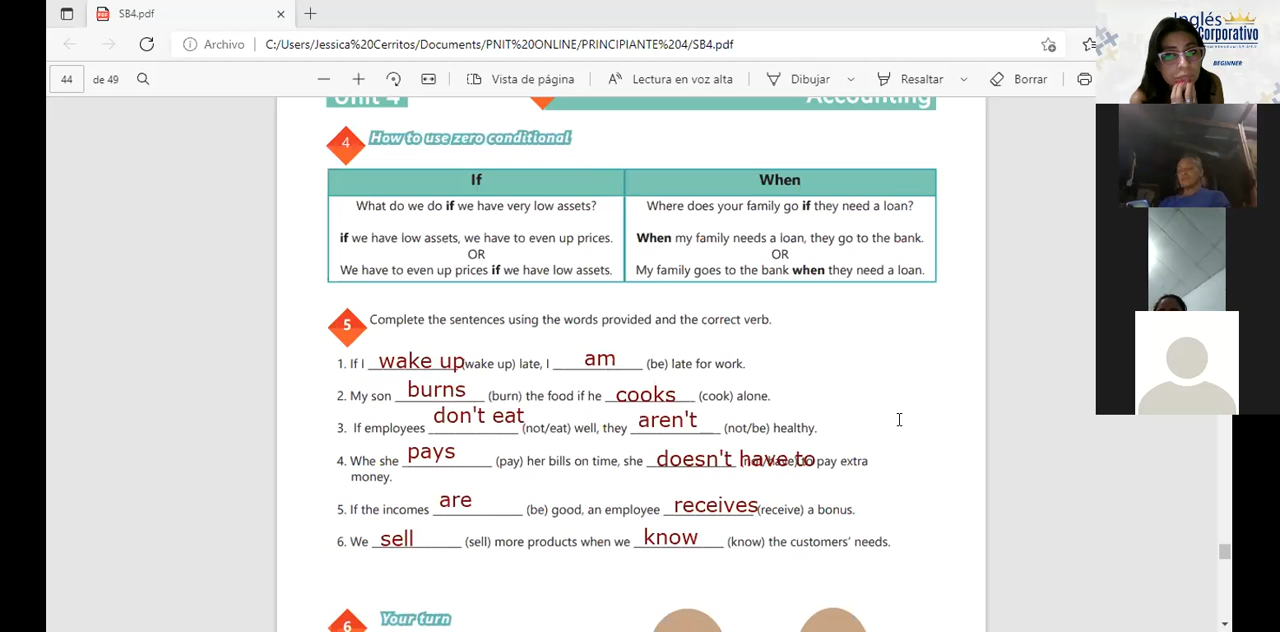 SB4.pdf
Archivo C:/Users/Jessica%20Cerritos/Documents/PNIT%20ONLINE/PRINCIPIANTE%204/SB4.pdf
44 de 49 Vista de página Lectura en voz alta Dibujar Resaltar Borrar
Inglés
Corporativo
BEGINNER
Unit 4 Accounting
4 How to use zero conditional
If When
What do we do if we have very low assets? Where does your family go if they need a loan?
if we have low assets, we have to even up prices. When my family needs a loan, they go to the bank.
OR OR
We have to even up prices if we have low assets. My family goes to the bank when they need a loan.
5 Complete the sentences using the words provided and the correct verb.
1. If I wake up (wake up) late, I am (be) late for work.
2. My son burns (burn) the food if he cooks (cook) alone.
3. If employees don't eat (not/eat) well, they aren't (not/be) healthy.
4. Whe she pays (pay) her bills on time, she doesn't have to (not/have) to pay extra
money.
5. If the incomes are (be) good, an employee receives (receive) a bonus.
6. We sell (sell) more products when we know (know) the customers' needs.
6 Your turn